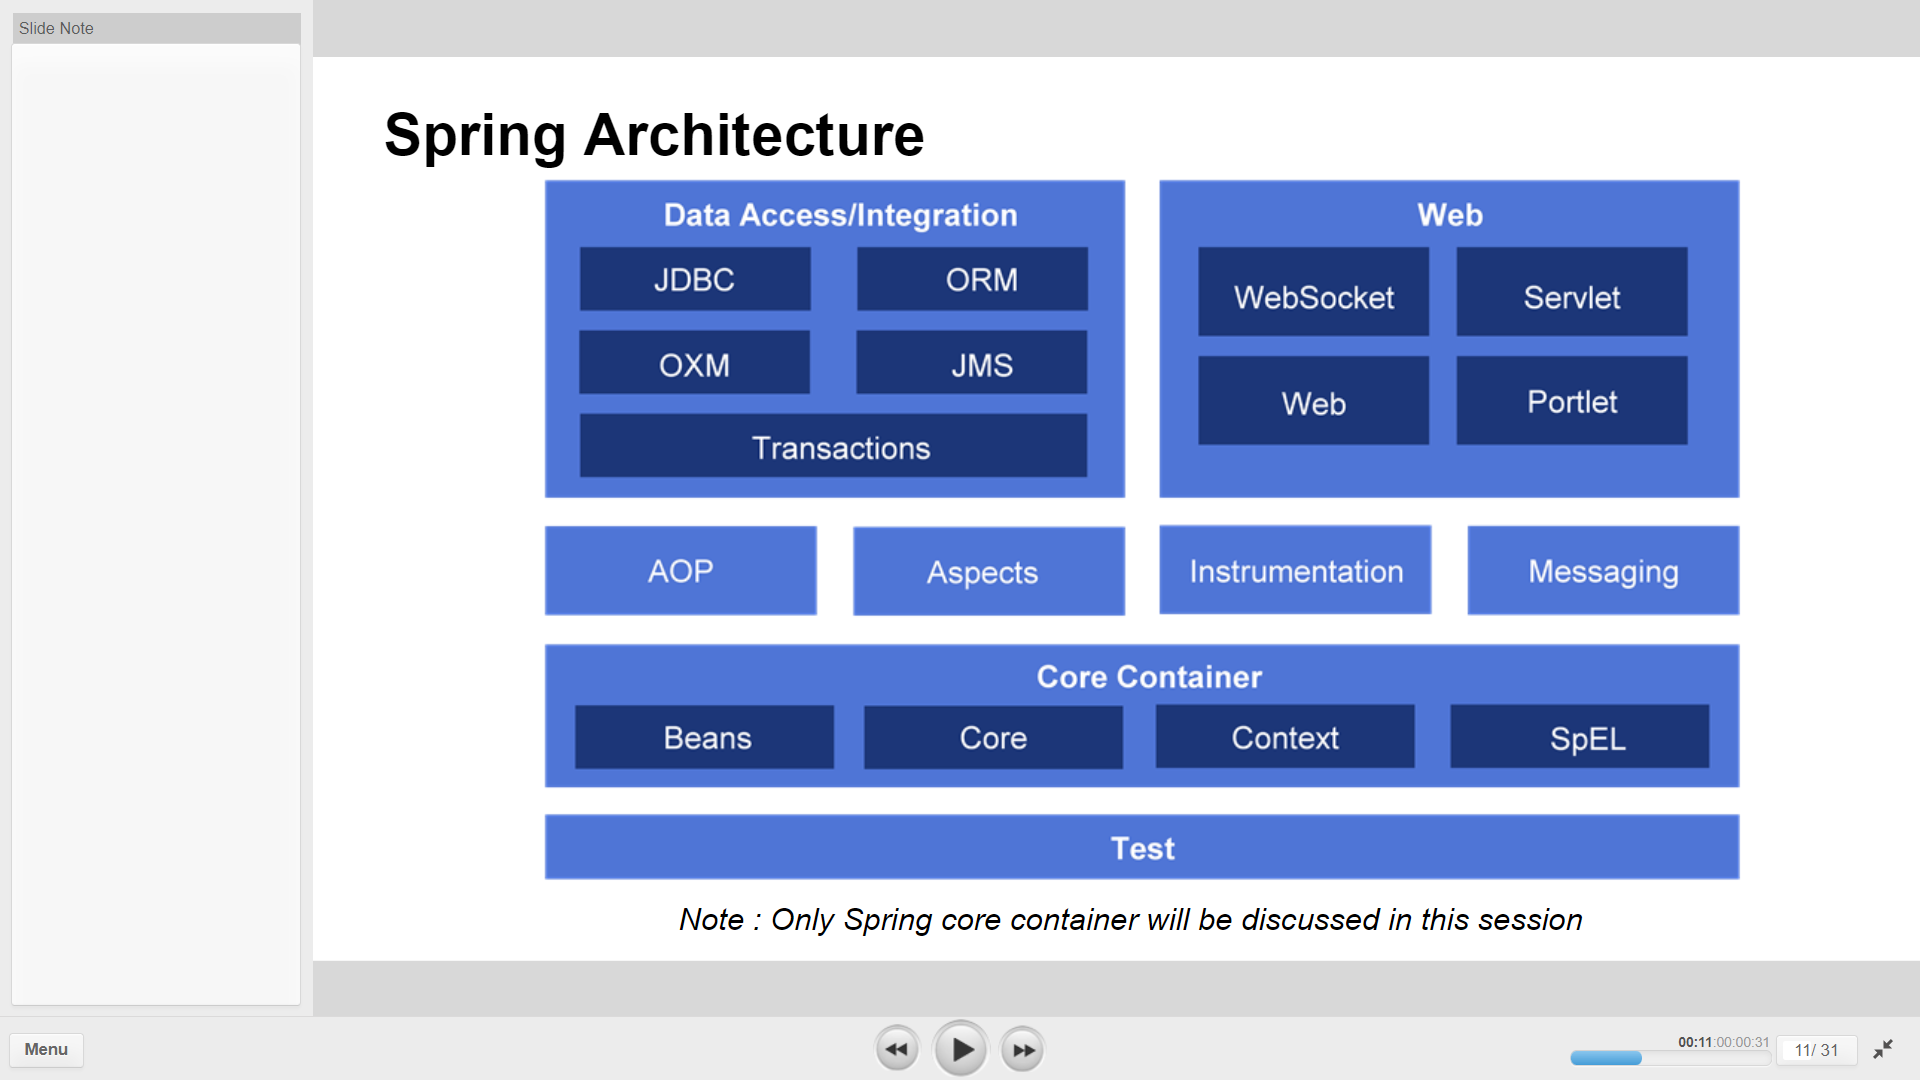 Slide Note
Spring Architecture
Data Access/Integration
JDBC
ORM
OXM
JMS
Transactions
Web
WebSocket
Servlet
Web
Portlet
AOP
Aspects
Instrumentation
Messaging
Core Container
Beans
Core
Context
SpEL
Test
Note : Only Spring core container will be discussed in this session
Menu
00:11:00:00:31
11/ 31